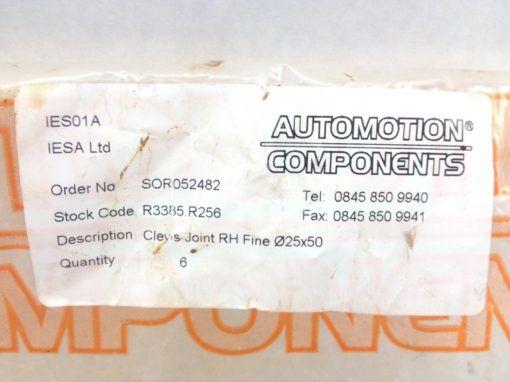 IES01A
IESA Ltd
AUTOMOTION®
COMPONENTS
Order No SOR052482
Tel: 0845 850 9940
Stock Code R3385.R256
Fax: 0845 850 9941
Description Clevis Joint RH Fine Ø25x50
Quantity 6
OMPONEN